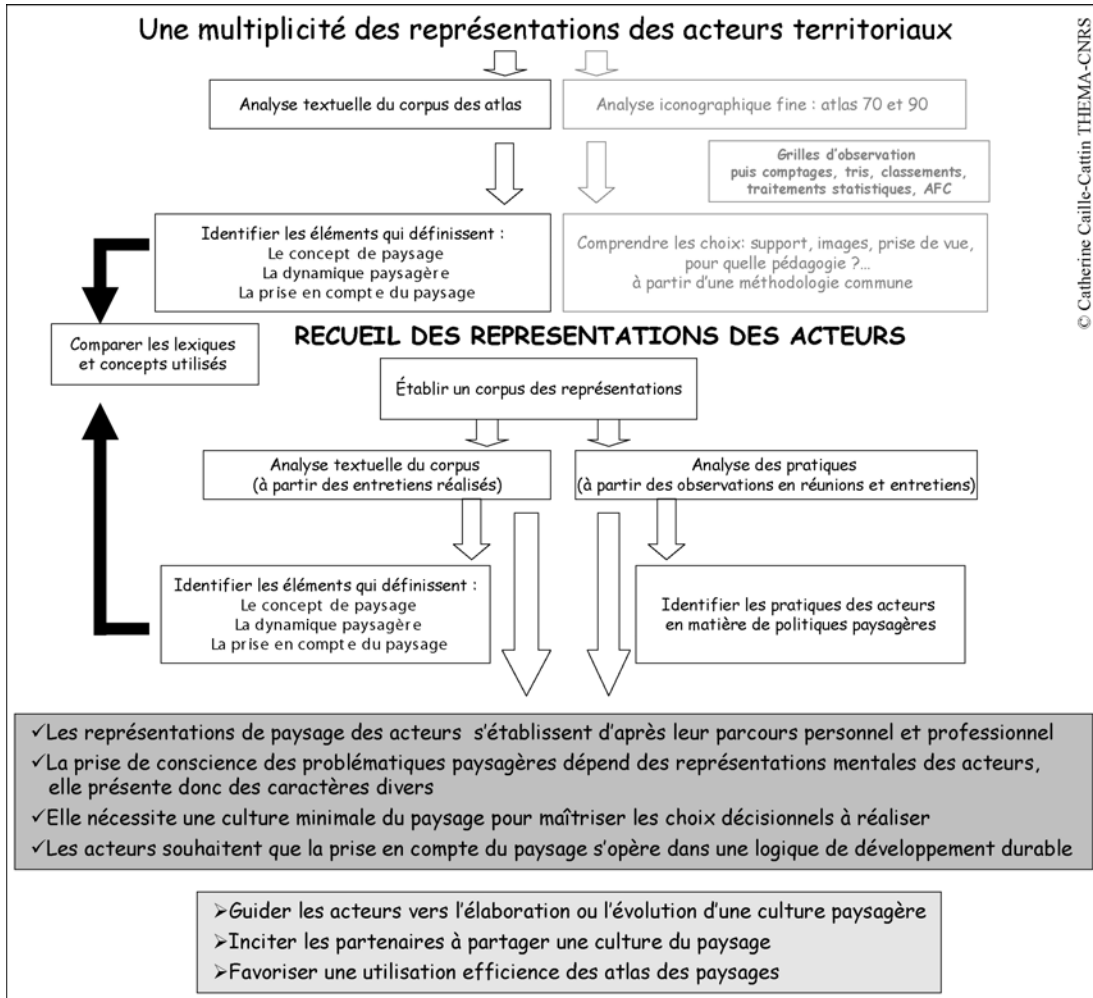 Une multiplicité des représentations des acteurs territoriaux
Analyse textuelle du corpus des atlas
Analyse iconographique fine : atlas 70 et 90
Grilles d'observation
puis comptages, tris, classements,
traitements statistiques, AFC
Identifier les éléments qui définissent :
Le concept de paysage
La dynamique paysagère
La prise en compte du paysage
Comprendre les choix: support, images, prise de vue,
pour quelle pédagogie ?...
à partir d'une méthodologie commune
© Catherine Caille-Cattin THEMA-CNRS
Comparer les lexiques
et concepts utilisés
RECUEIL DES REPRESENTATIONS DES ACTEURS
Établir un corpus des représentations
Analyse textuelle du corpus
(à partir des entretiens réalisés)
Analyse des pratiques
(à partir des observations en réunions et entretiens)
Identifier les éléments qui définissent :
Le concept de paysage
La dynamique paysagère
La prise en compte du paysage
Identifier les pratiques des acteurs
en matière de politiques paysagères
✓Les représentations de paysage des acteurs s'établissent d'après leur parcours personnel et professionnel
✓La prise de conscience des problématiques paysagères dépend des représentations mentales des acteurs,
elle présente donc des caractères divers
✓Elle nécessite une culture minimale du paysage pour maîtriser les choix décisionnels à réaliser
✓Les acteurs souhaitent que la prise en compte du paysage s'opère dans une logique de développement durable
➢Guider les acteurs vers l'élaboration ou l'évolution d'une culture paysagère
➢Inciter les partenaires à partager une culture du paysage
➢Favoriser une utilisation efficience des atlas des paysages